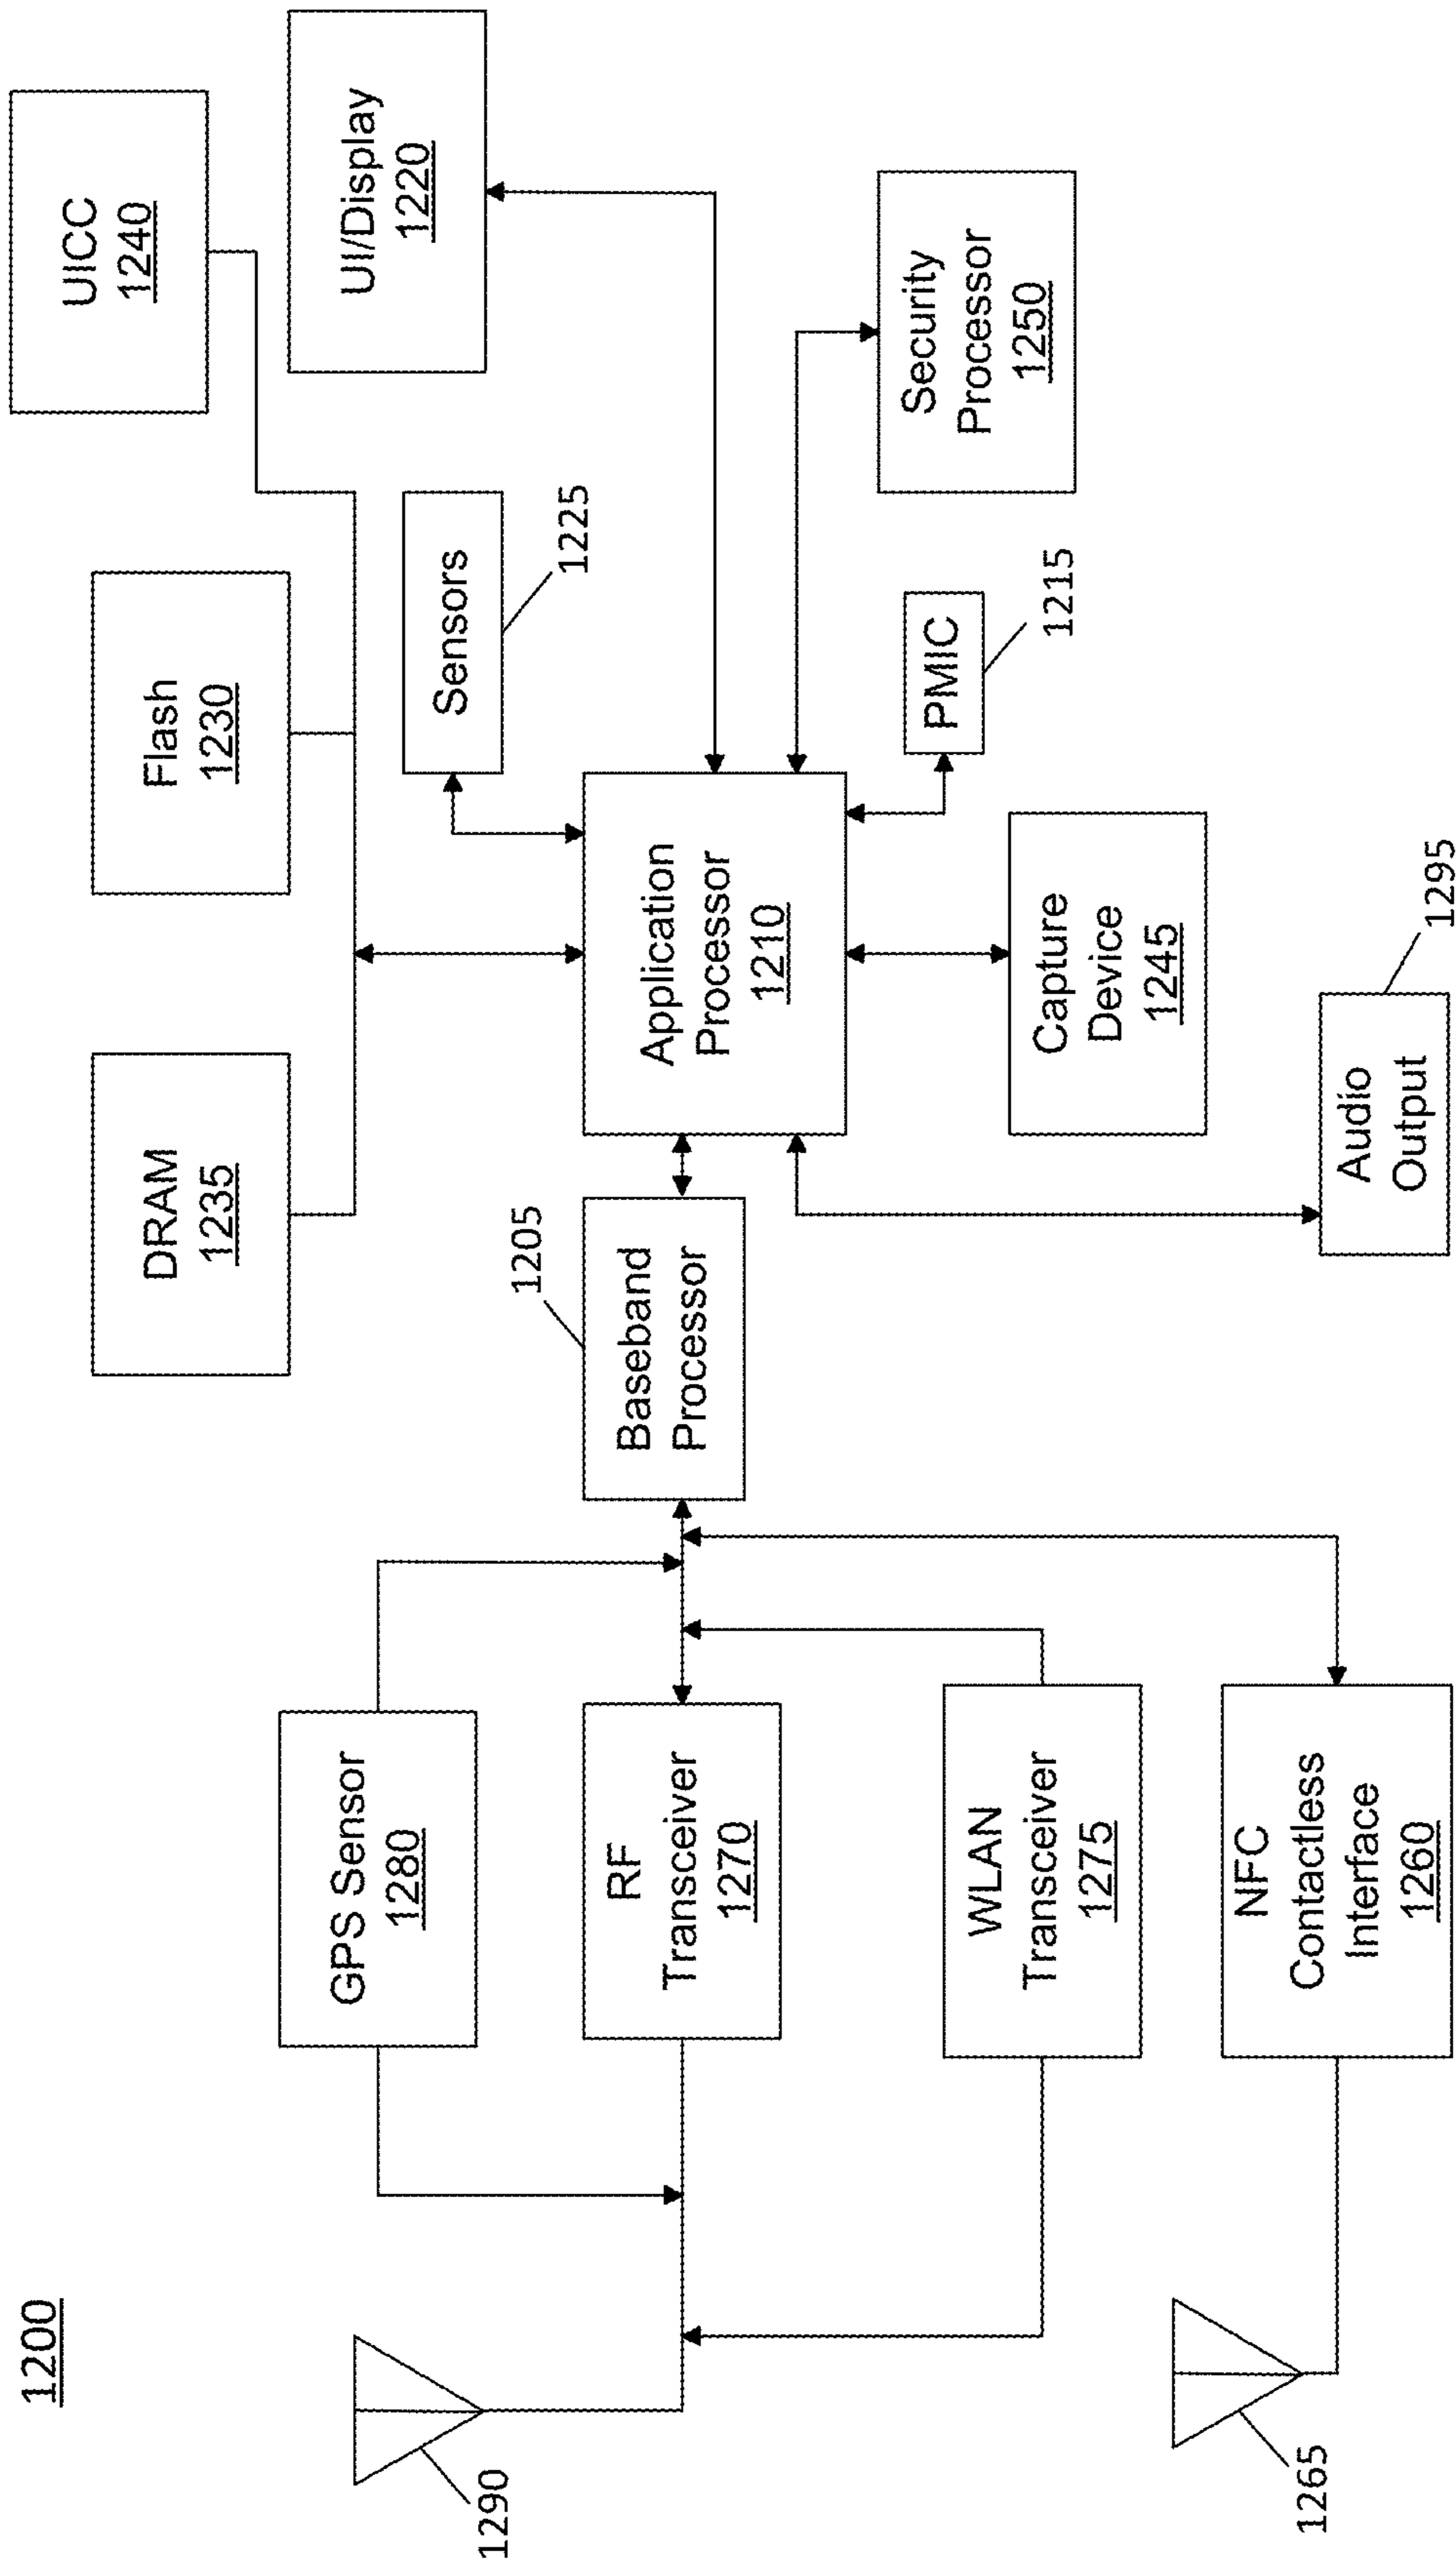 1200
UICC
1240
Flash
1230
DRAM
1235
UI/Display
1220
Sensors
1225
GPS Sensor
1280
1290
RF
Transceiver
1270
1205
Baseband
Processor
Application
Processor
1210
Security
Processor
1250
PMIC
1215
WLAN
Transceiver
1275
Capture
Device
1245
NFC
Contactless
Interface
1260
1265
Audio
Output
1295